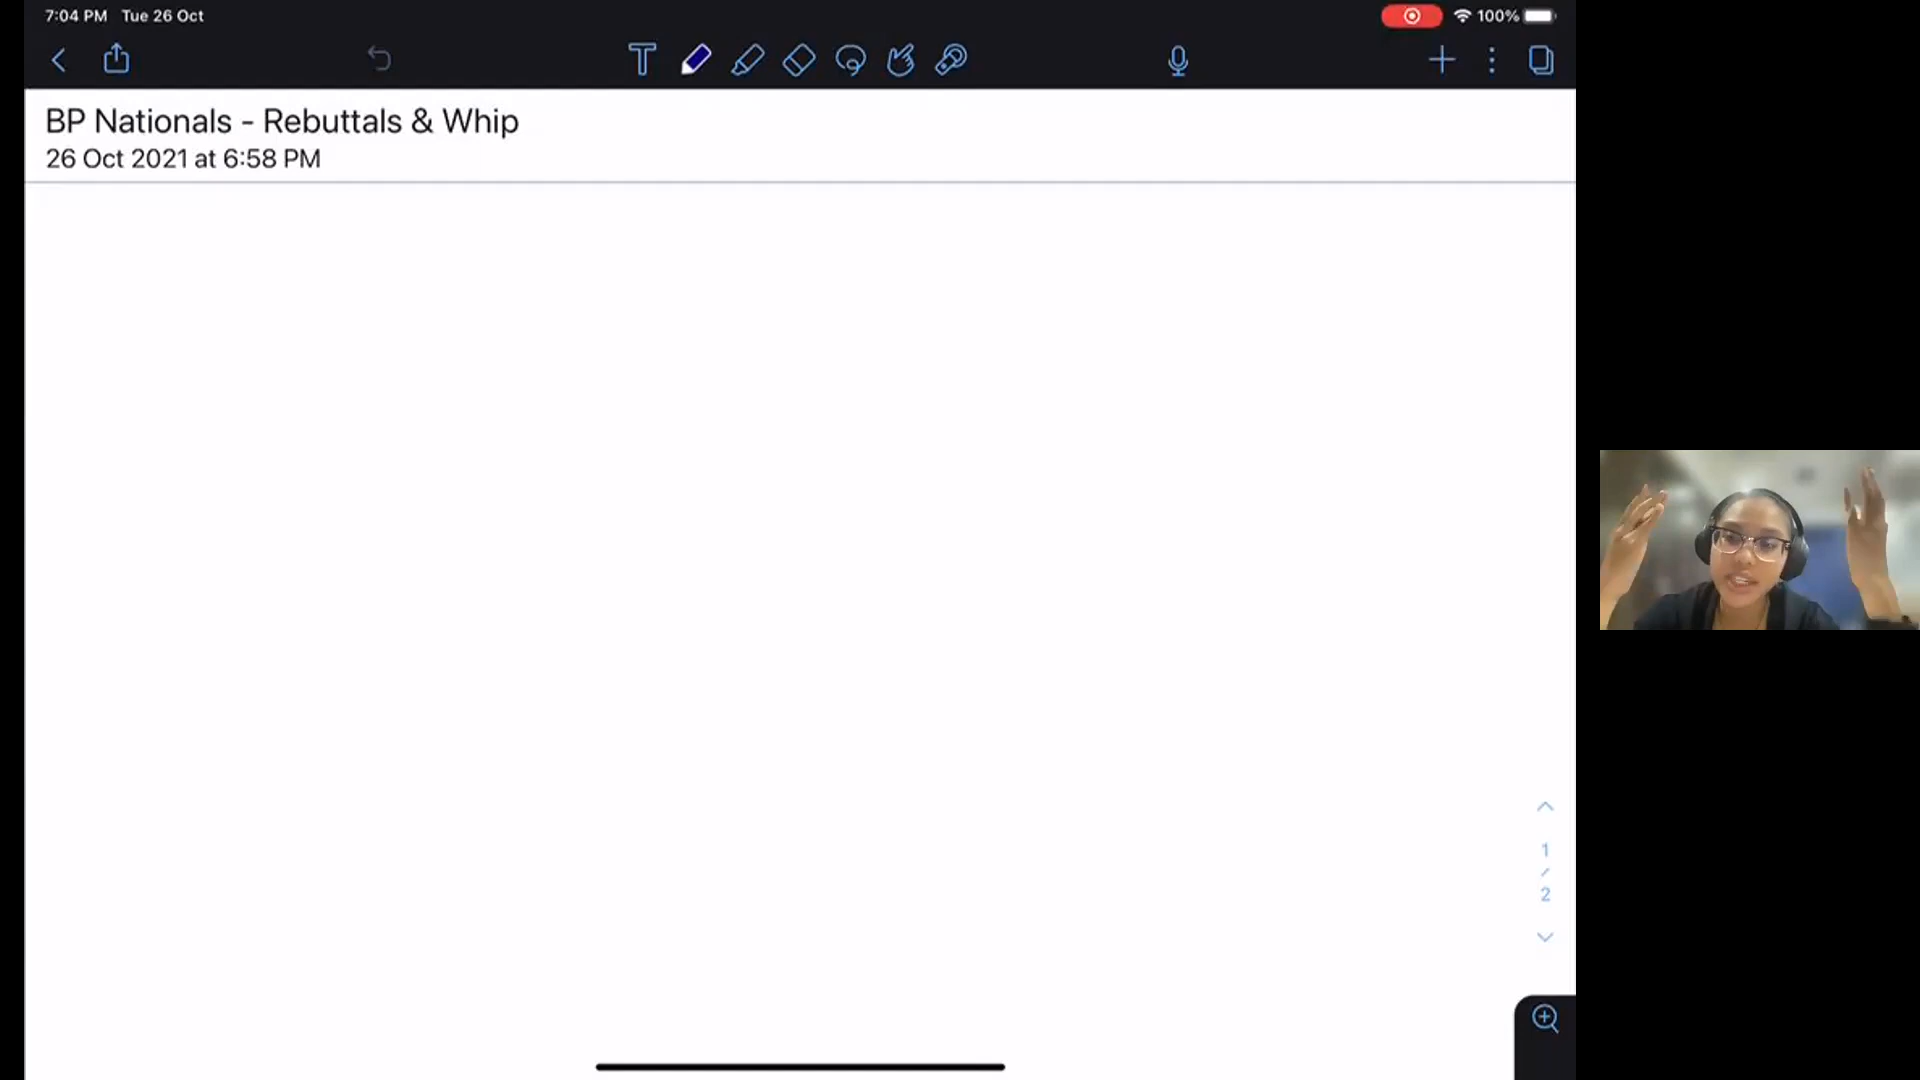 7:04 PM Tue 26 Oct
100%
BP Nationals - Rebuttals & Whip
26 Oct 2021 at 6:58 PM
1
/
2